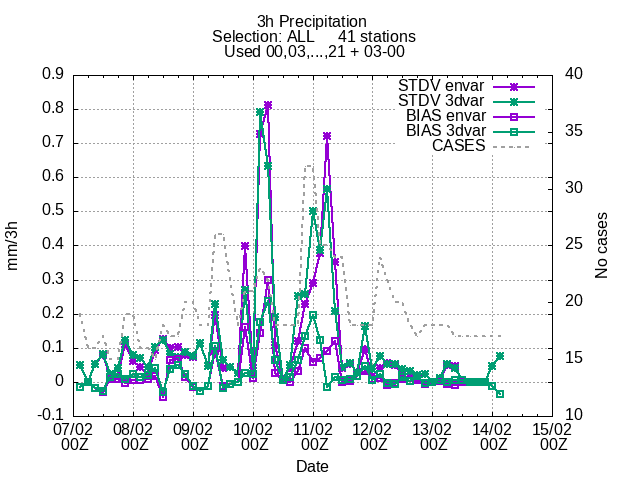 3h Precipitation
Selection: ALL 41 stations
Used 00,03,...,21 + 03-00
STDV envar
STDV 3dvar
BIAS envar
BIAS 3dvar
CASES
0.9
0.8
0.7
0.6
0.5
0.4
0.3
0.2
0.1
0
-0.1
mm/3h
40
35
30
25
20
15
10
No cases
07/02 08/02 09/02 10/02 11/02 12/02 13/02 14/02 15/02
00Z 00Z 00Z 00Z 00Z 00Z 00Z 00Z 00Z
Date